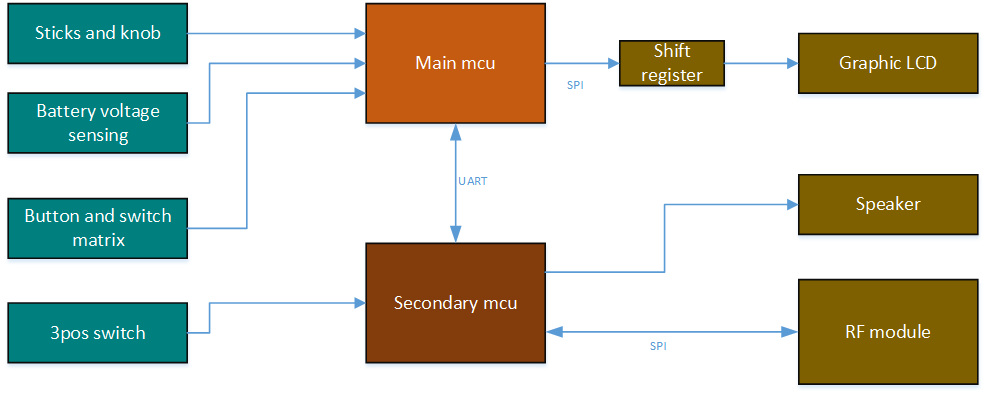 Sticks and knob
Main mcu
Shift
register
Graphic LCD
SPI
Battery voltage
sensing
UART
Button and switch
matrix
Speaker
Secondary mcu
3pos switch
RF module
SPI